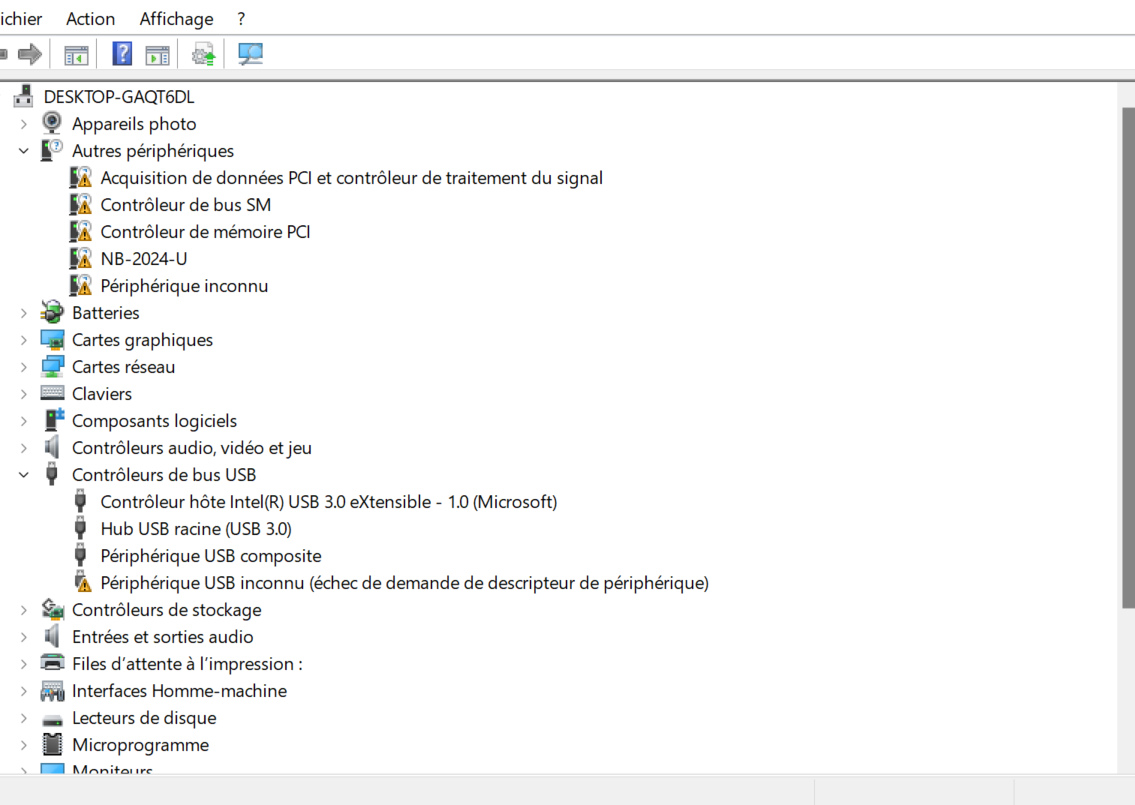 ichier Action Affichage ?
DESKTOP-GAQT6DL
Appareils photo
Autres périphériques
Acquisition de données PCI et contrôleur de traitement du signal
Contrôleur de bus SM
Contrôleur de mémoire PCI
NB-2024-U
Périphérique inconnu
Batteries
Cartes graphiques
Cartes réseau
Claviers
Composants logiciels
Contrôleurs audio, vidéo et jeu
Contrôleurs de bus USB
Contrôleur hôte Intel(R) USB 3.0 eXtensible - 1.0 (Microsoft)
Hub USB racine (USB 3.0)
Périphérique USB composite
Périphérique USB inconnu (échec de demande de descripteur de périphérique)
Contrôleurs de stockage
Entrées et sorties audio
Files d’attente à l’impression :
Interfaces Homme-machine
Lecteurs de disque
Microprogramme
Moniteurs